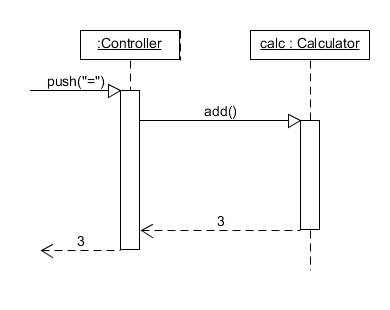 :Controller
calc : Calculator
push("=")
add()
3
3